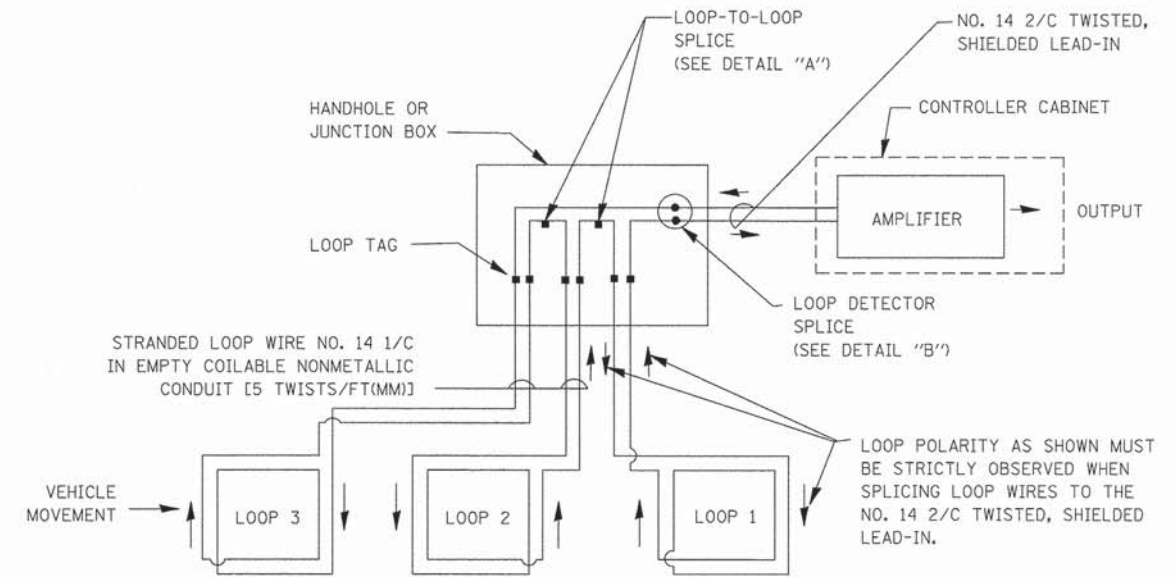 LOOP-TO-LOOP
SPLICE
(SEE DETAIL "A")
NO. 14 2/C TWISTED,
SHIELDED LEAD-IN
HANDHOLE OR
JUNCTION BOX
CONTROLLER CABINET
AMPLIFIER
OUTPUT
LOOP TAG
LOOP DETECTOR
SPLICE
(SEE DETAIL "B")
STRANDED LOOP WIRE NO. 14 1/C
IN EMPTY COILABLE NONMETALLIC
CONDUIT [5 TWISTS/FT(MM)]
LOOP POLARITY AS SHOWN MUST
BE STRICTLY OBSERVED WHEN
SPLICING LOOP WIRES TO THE
NO. 14 2/C TWISTED, SHIELDED
LEAD-IN.
VEHICLE
MOVEMENT
LOOP 3
LOOP 2
LOOP 1